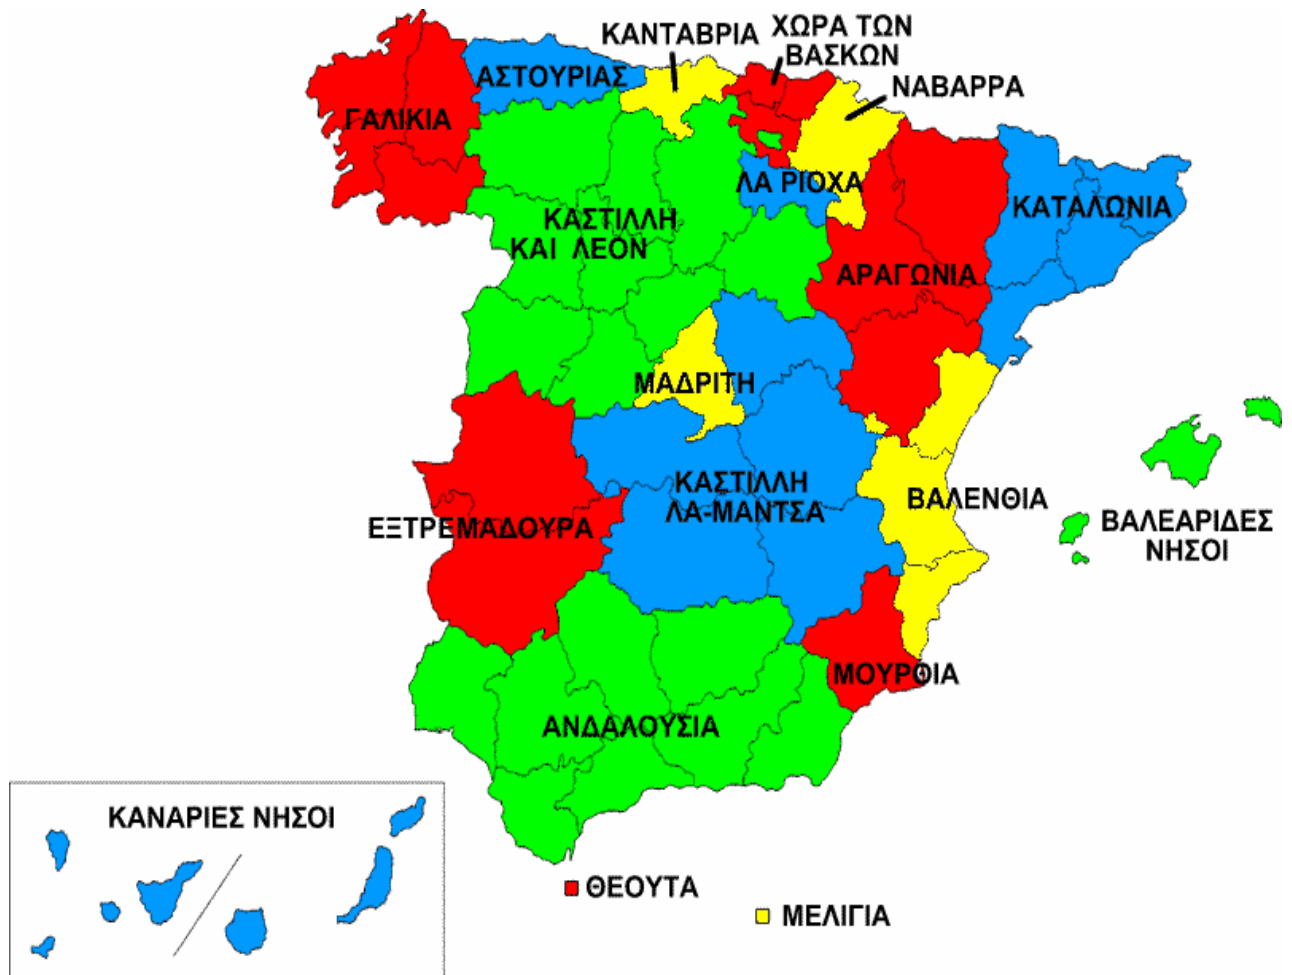 ΚΑΝΤΑΒΡΙΑ
ΧΩΡΑ ΤΩΝ
ΒΑΣΚΩΝ
ΑΣΤΟΥΡΙΑΣ
ΝΑΒΑΡΡΑ
ΓΑΛΙΚΙΑ
ΛΑ ΡΙΟΧΑ
ΚΑΤΑΛΩΝΙΑ
ΚΑΣΤΙΛΛΗ
ΚΑΙ ΛΕΟΝ
ΑΡΑΓΩΝΙΑ
ΜΑΔΡΙΤΗ
ΚΑΣΤΙΛΛΗ
ΛΑ-ΜΑΝΤΣΑ
ΒΑΛΕΝΘΙΑ
ΕΞΤΡΕΜΑΔΟΥΡΑ
ΒΑΛΕΑΡΙΔΕΣ
ΝΗΣΟΙ
ΜΟΥΡΘΙΑ
ΑΝΔΑΛΟΥΣΙΑ
ΚΑΝΑΡΙΕΣ ΝΗΣΟΙ
ΘΕΟΥΤΑ
ΜΕΛΙΓΙΑ